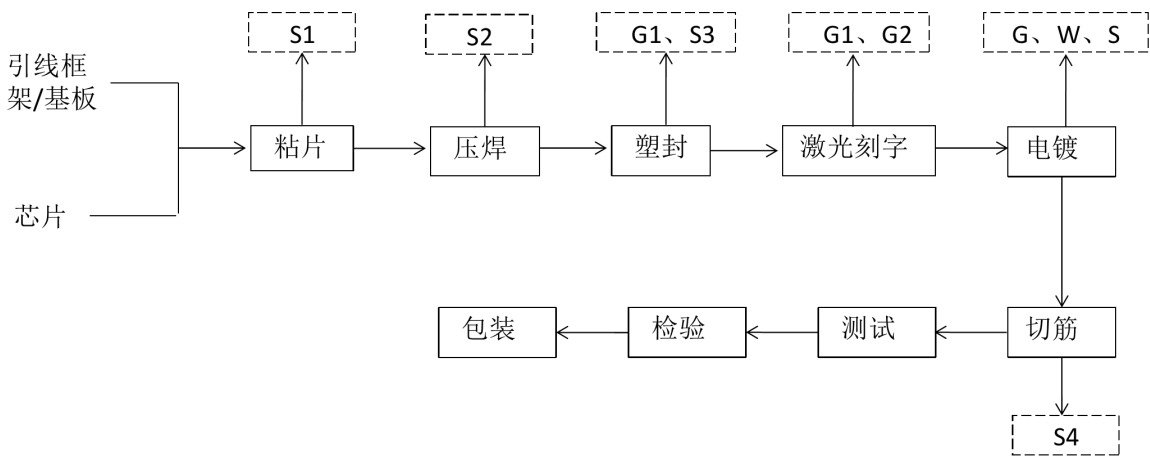 S1
S2
G1、S3
G1、G2
G、W、S
引线框
架/基板
粘片
压焊
塑封
激光刻字
电镀
芯片
包装
检验
测试
切筋
S4